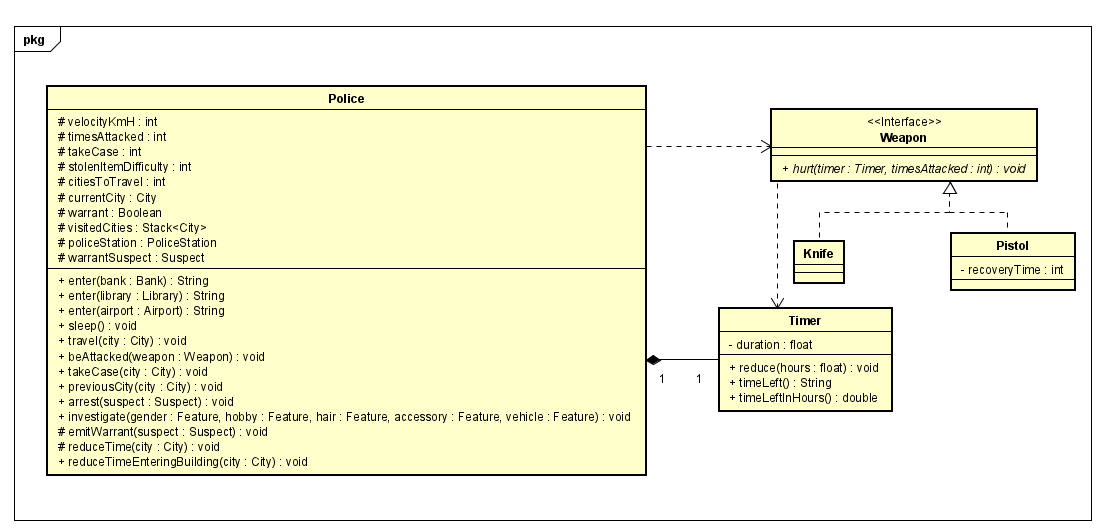 pkg
Police
# velocityKmH : int
# timesAttacked : int
# takeCase : int
# stolenItemDifficulty : int
# citiesToTravel : int
# currentCity : City
# warrant : Boolean
# visitedCities : Stack<City>
# policeStation : PoliceStation
# warrantSuspect : Suspect
+ enter(bank : Bank) : String
+ enter(library : Library) : String
+ enter(airport : Airport) : String
+ sleep() : void
+ travel(city : City) : void
+ beAttacked(weapon : Weapon) : void
+ takeCase(city : City) : void
+ previousCity(city : City) : void
+ arrest(suspect : Suspect) : void
+ investigate(gender : Feature, hobby : Feature, hair : Feature, accessory : Feature, vehicle : Feature) : void
# emitWarrant(suspect : Suspect) : void
# reduceTime(city : City) : void
+ reduceTimeEnteringBuilding(city : City) : void
<<Interface>>
Weapon
+ hurt(timer : Timer, timesAttacked : int) : void
Knife
Pistol
- recoveryTime : int
Timer
- duration : float
+ reduce(hours : float) : void
+ timeLeft() : String
+ timeLeftInHours() : double
1
1